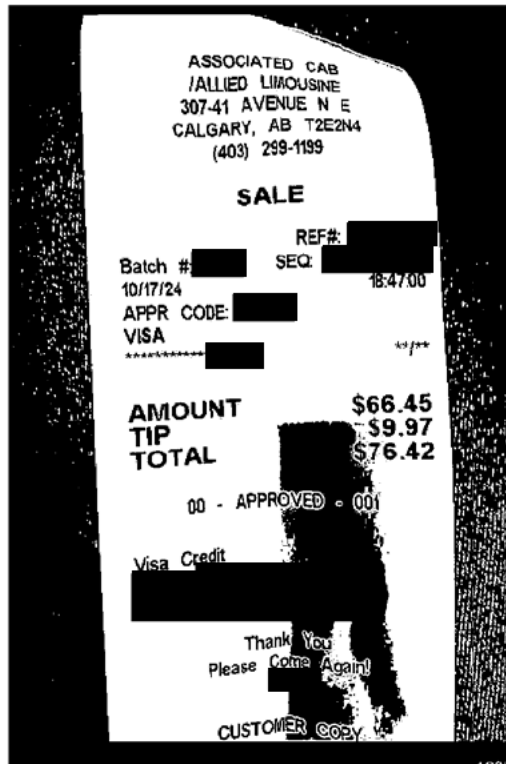 ASSOCIATED CAB
/ALLIED LIMOUSINE
307-41 AVENUE N E
CALGARY, AB T2E2N4
(403) 299-1199
SALE
REF#:
Batch #: SEQ:
10/17/24 18:47:00
APPR CODE:
VISA
*********** **/**
AMOUNT $66.45
TIP $9.97
TOTAL $76.42
00 - APPROVED - 001
Visa Credit
Thank You
Please Come Again!
CUSTOMER COPY